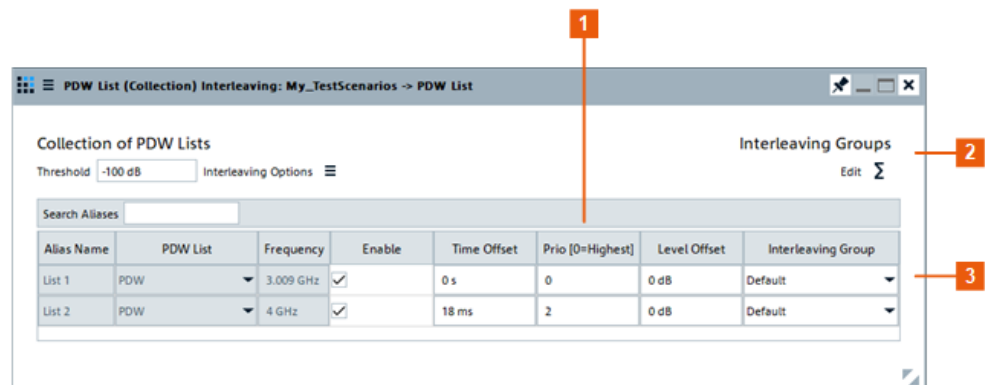 1
PDW List (Collection) Interleaving: My_TestScenarios -> PDW List
Collection of PDW Lists
Interleaving Groups
2
Threshold -100 dB Interleaving Options
Edit Σ
Search Aliases
Alias Name PDW List Frequency Enable Time Offset Prio [0=Highest] Level Offset Interleaving Group
List 1 PDW 3.009 GHz 0 s 0 0 dB Default
3
List 2 PDW 4 GHz 18 ms 2 0 dB Default